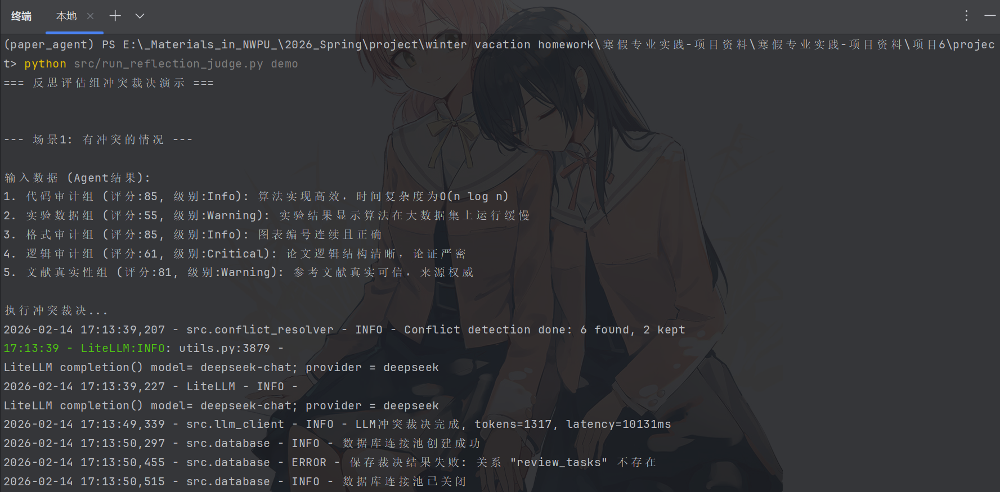 终端 本地
(paper_agent) PS E:\_Materials_in_NWPU_\2026_Spring\project\winter vacation homework\寒假专业实践-项目资料\寒假专业实践-项目资料\项目6\projec
t> python src/run_reflection_judge.py demo
=== 反思评估组冲突裁决演示 ===
--- 场景1: 有冲突的情况 ---
输入数据 (Agent结果):
1. 代码审计组 (评分:85, 级别:Info): 算法实现高效，时间复杂度为O(n log n)
2. 实验数据组 (评分:55, 级别:Warning): 实验结果显示算法在大数据集上运行缓慢
3. 格式审计组 (评分:85, 级别:Info): 图表编号连续且正确
4. 逻辑审计组 (评分:61, 级别:Critical): 论文逻辑结构清晰，论证严密
5. 文献真实性组 (评分:81, 级别:Warning): 参考文献真实可信，来源权威
执行冲突裁决...
2026-02-14 17:13:39,207 - src.conflict_resolver - INFO - Conflict detection done: 6 found, 2 kept
17:13:39 - LiteLLM:INFO: utils.py:3879 -
LiteLLM completion() model= deepseek-chat; provider = deepseek
2026-02-14 17:13:39,227 - LiteLLM - INFO -
LiteLLM completion() model= deepseek-chat; provider = deepseek
2026-02-14 17:13:49,339 - src.llm_client - INFO - LLM冲突裁决完成, tokens=1317, latency=10131ms
2026-02-14 17:13:50,297 - src.database - INFO - 数据库连接池创建成功
2026-02-14 17:13:50,455 - src.database - ERROR - 保存裁决结果失败: 关系 "review_tasks" 不存在
2026-02-14 17:13:50,515 - src.database - INFO - 数据库连接池已关闭